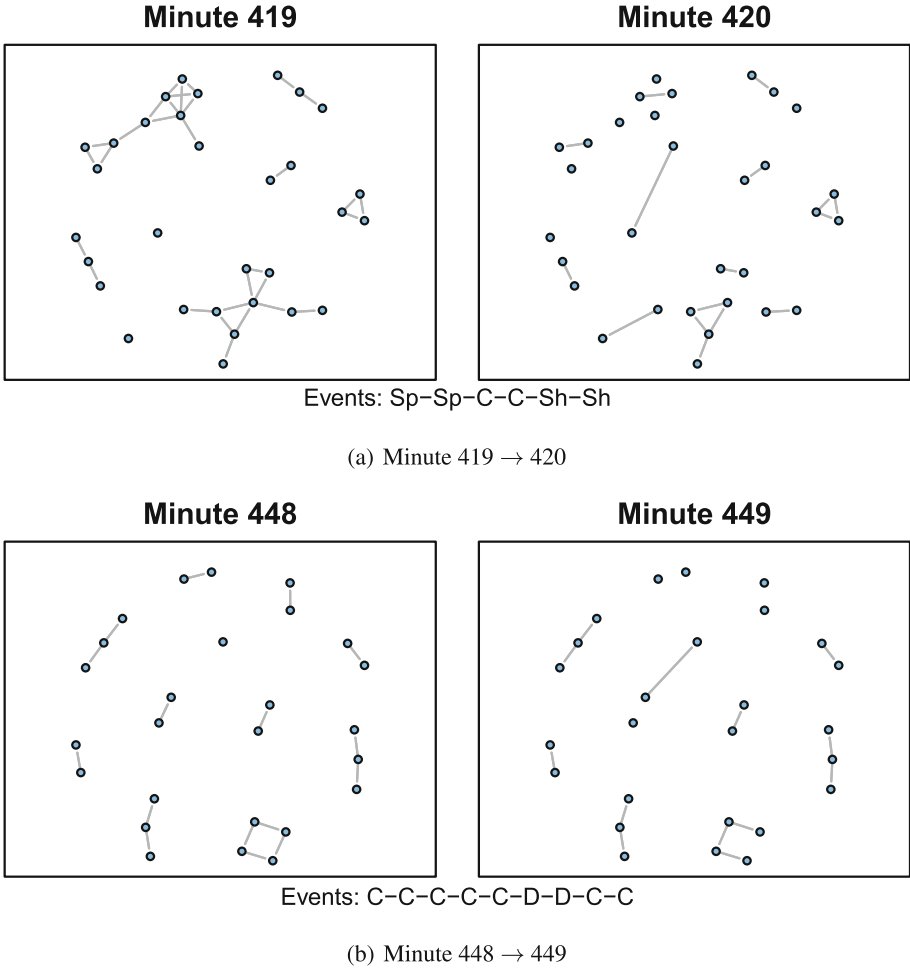 Minute 419
Minute 420
Events: Sp−Sp−C−C−Sh−Sh
(a) Minute 419 → 420
Minute 448
Minute 449
Events: C−C−C−C−C−D−D−C−C
(b) Minute 448 → 449